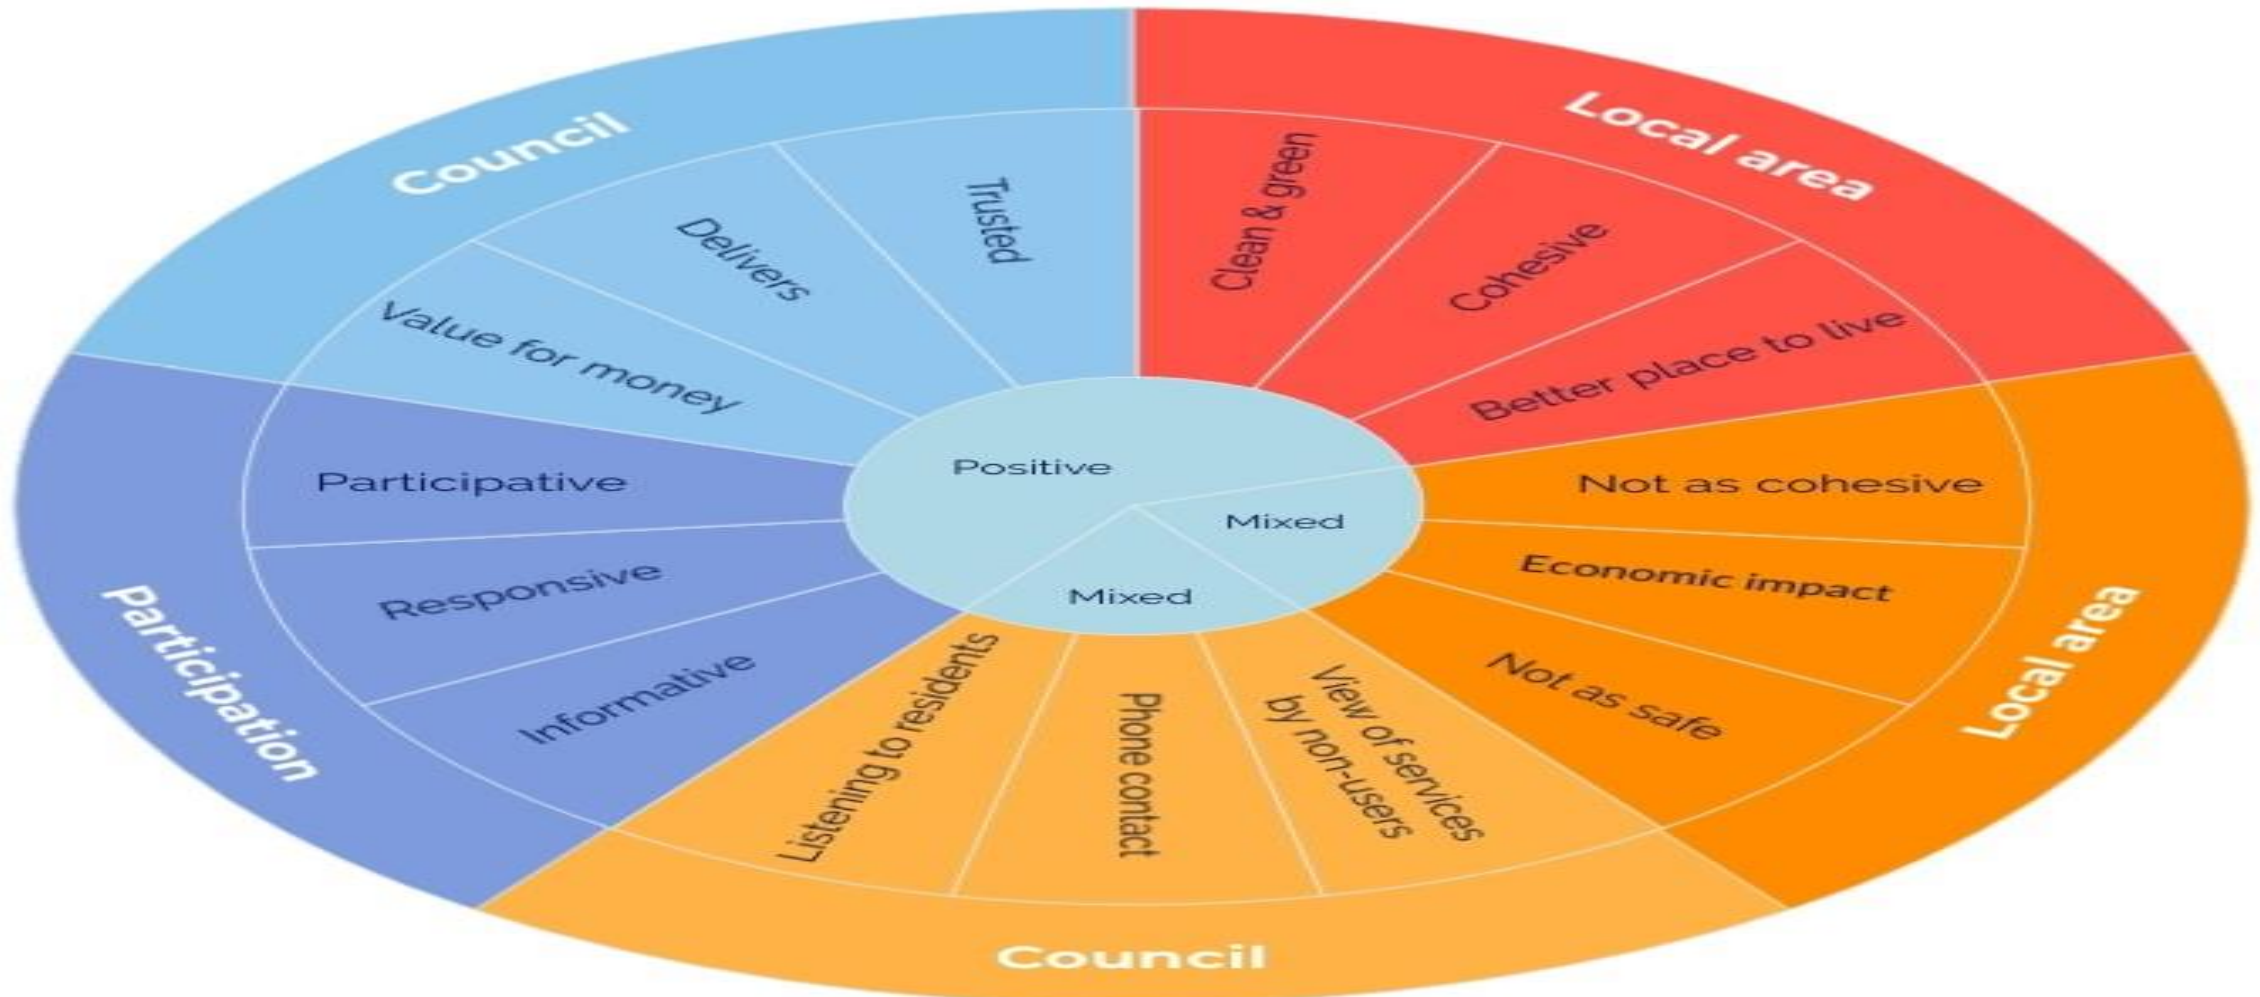 Council
Local area
Trusted
Clean & green
Delivers
Cohesive
Value for money
Better place to live
Positive
Participative
Not as cohesive
Mixed
Responsive
Economic impact
Mixed
Participation
Informative
Listening to residents
Phone contact
View of services
by non-users
Not as safe
Local area
Council